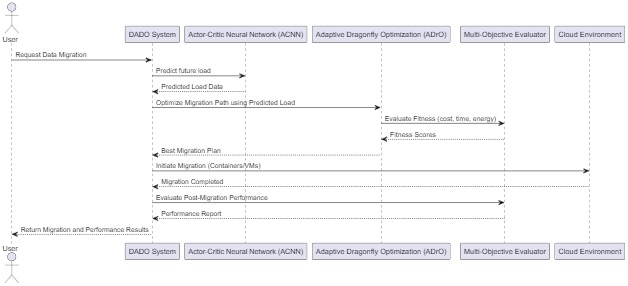 User
DADO System
Actor-Critic Neural Network (ACNN)
Adaptive Dragonfly Optimization (ADrO)
Multi-Objective Evaluator
Cloud Environment
Request Data Migration
Predict future load
Predicted Load Data
Optimize Migration Path using Predicted Load
Evaluate Fitness (cost, time, energy)
Fitness Scores
Best Migration Plan
Initiate Migration (Containers/VMs)
Migration Completed
Evaluate Post-Migration Performance
Performance Report
Return Migration and Performance Results
User
DADO System
Actor-Critic Neural Network (ACNN)
Adaptive Dragonfly Optimization (ADrO)
Multi-Objective Evaluator
Cloud Environment